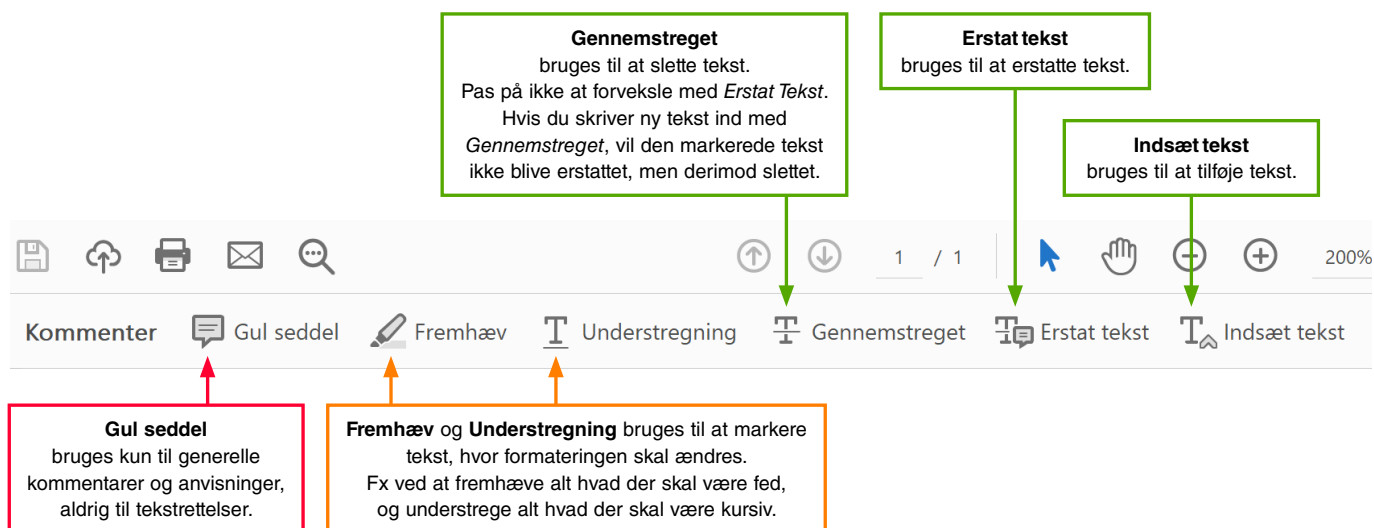 Gennemstreget
bruges til at slette tekst.
Pas på ikke at forveksle med Erstat Tekst.
Hvis du skriver ny tekst ind med
Gennemstreget, vil den markerede tekst
ikke blive erstattet, men derimod slettet.
Erstat tekst
bruges til at erstatte tekst.
Indsæt tekst
bruges til at tilføje tekst.
1 / 1 200%
Kommenter Gul seddel Fremhæv Understregning Gennemstreget Erstat tekst Indsæt tekst
Gul seddel
bruges kun til generelle
kommentarer og anvisninger,
aldrig til tekstrettelser.
Fremhæv og Understregning bruges til at markere
tekst, hvor formateringen skal ændres.
Fx ved at fremhæve alt hvad der skal være fed,
og understrege alt hvad der skal være kursiv.